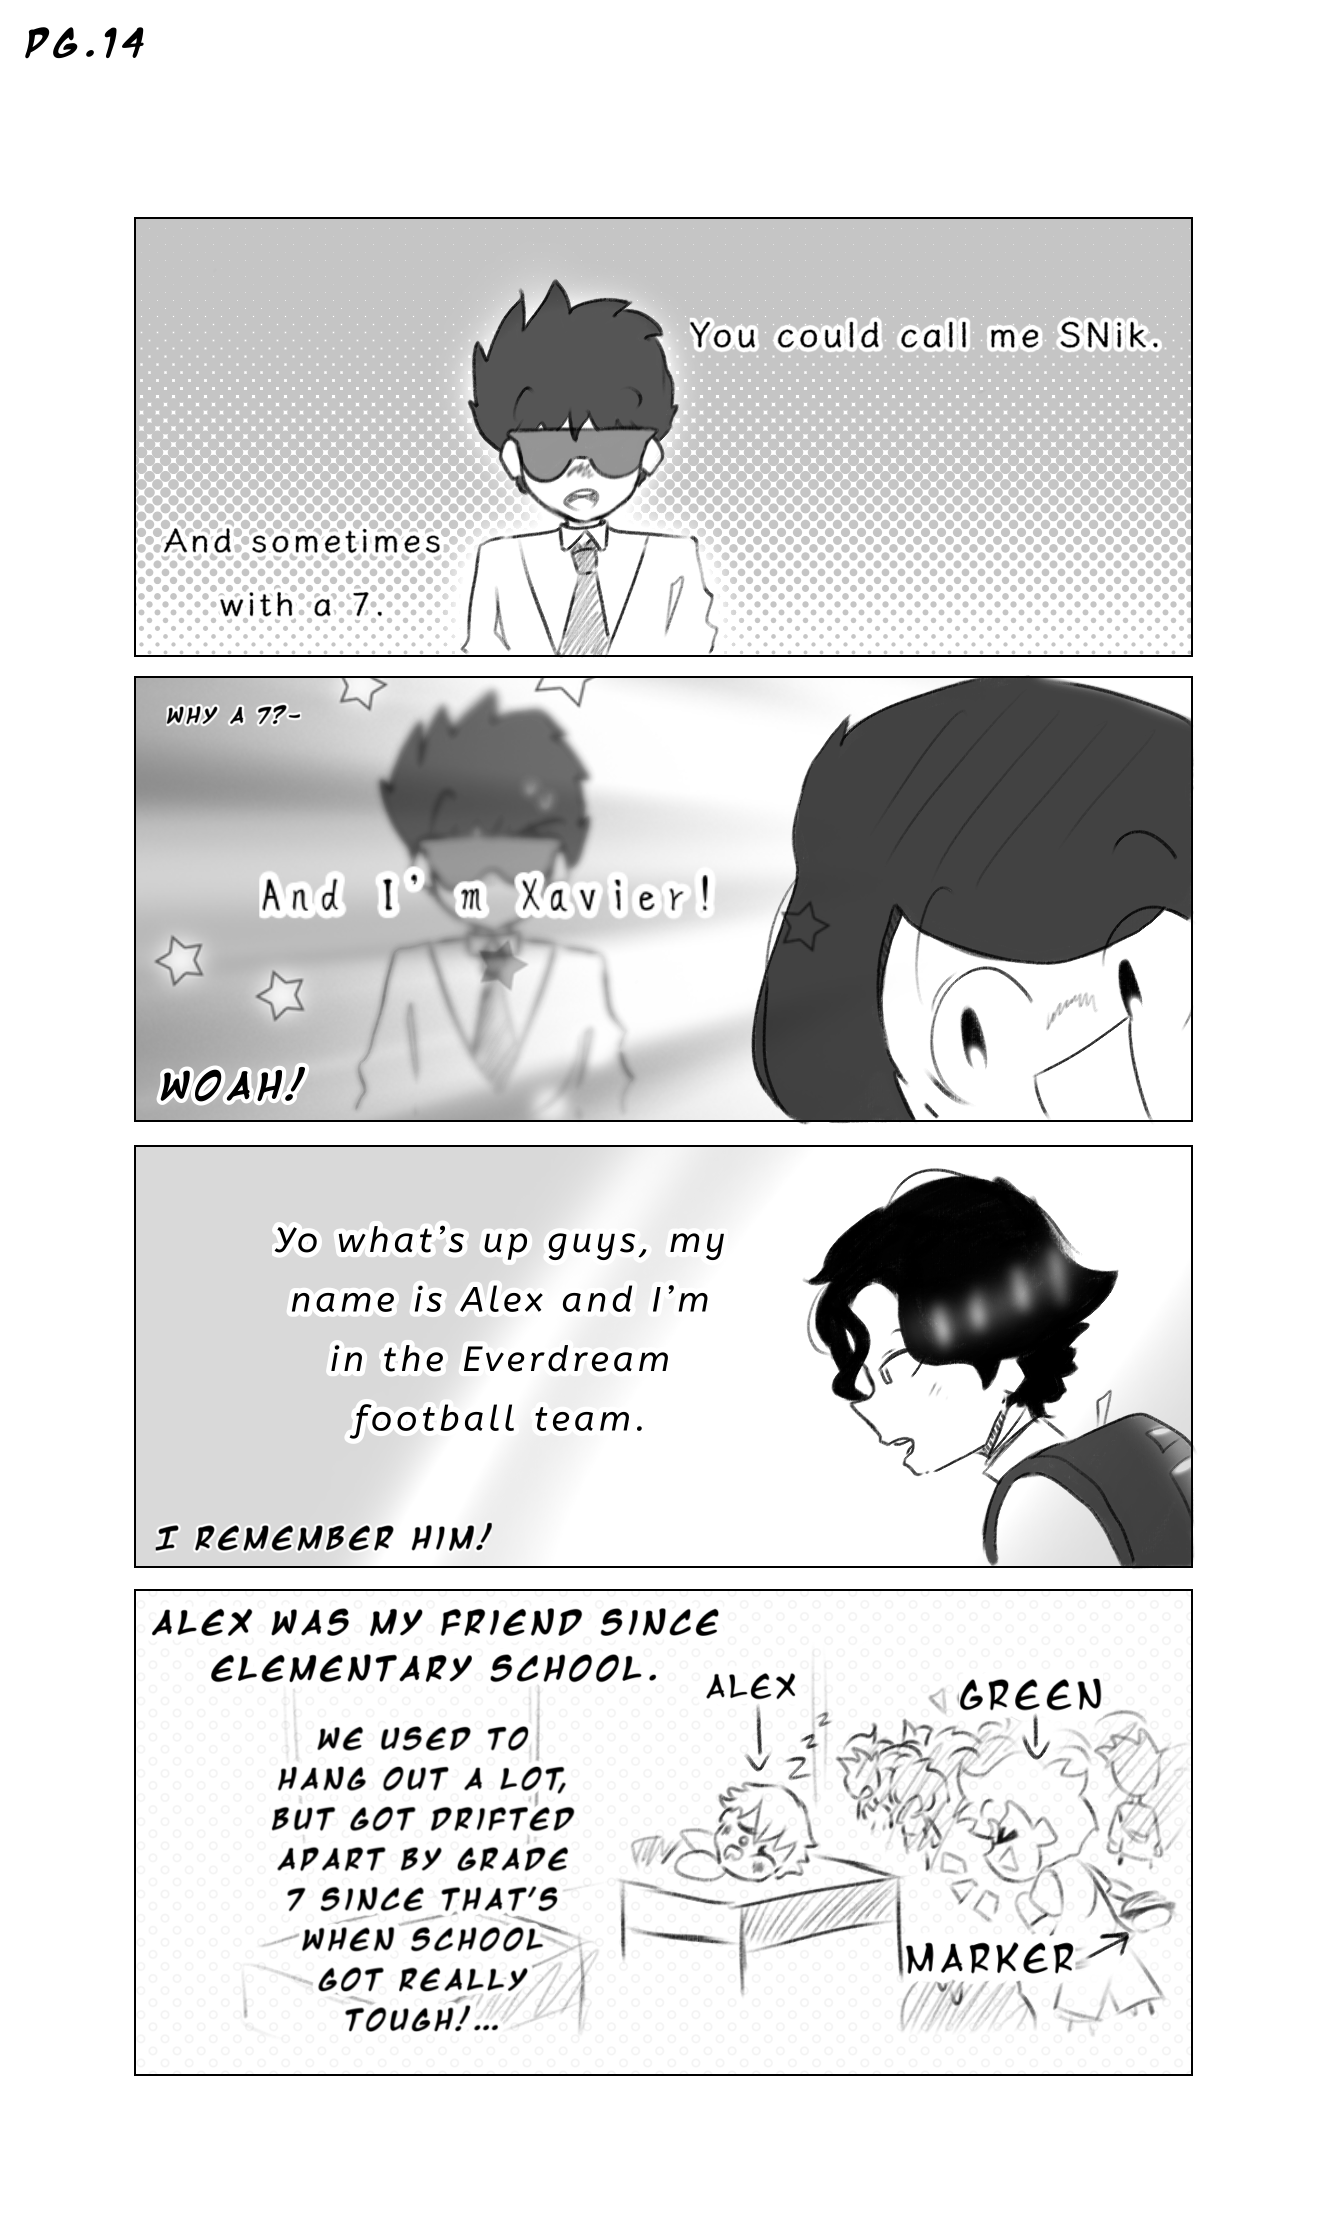 PG.14
You could call me SNik.
And sometimes
with a 7.
WHY A 7?-
And I'm Xavier!
WOAH!
Yo what's up guys, my
name is Alex and I'm
in the Everdream
football team.
I REMEMBER HIM!
ALEX WAS MY FRIEND SINCE
ELEMENTARY SCHOOL.
WE USED TO
HANG OUT A LOT,
BUT GOT DRIFTED
APART BY GRADE
7 SINCE THAT'S
WHEN SCHOOL
GOT REALLY
TOUGH!...
ALEX
z z z
GREEN
MARKER